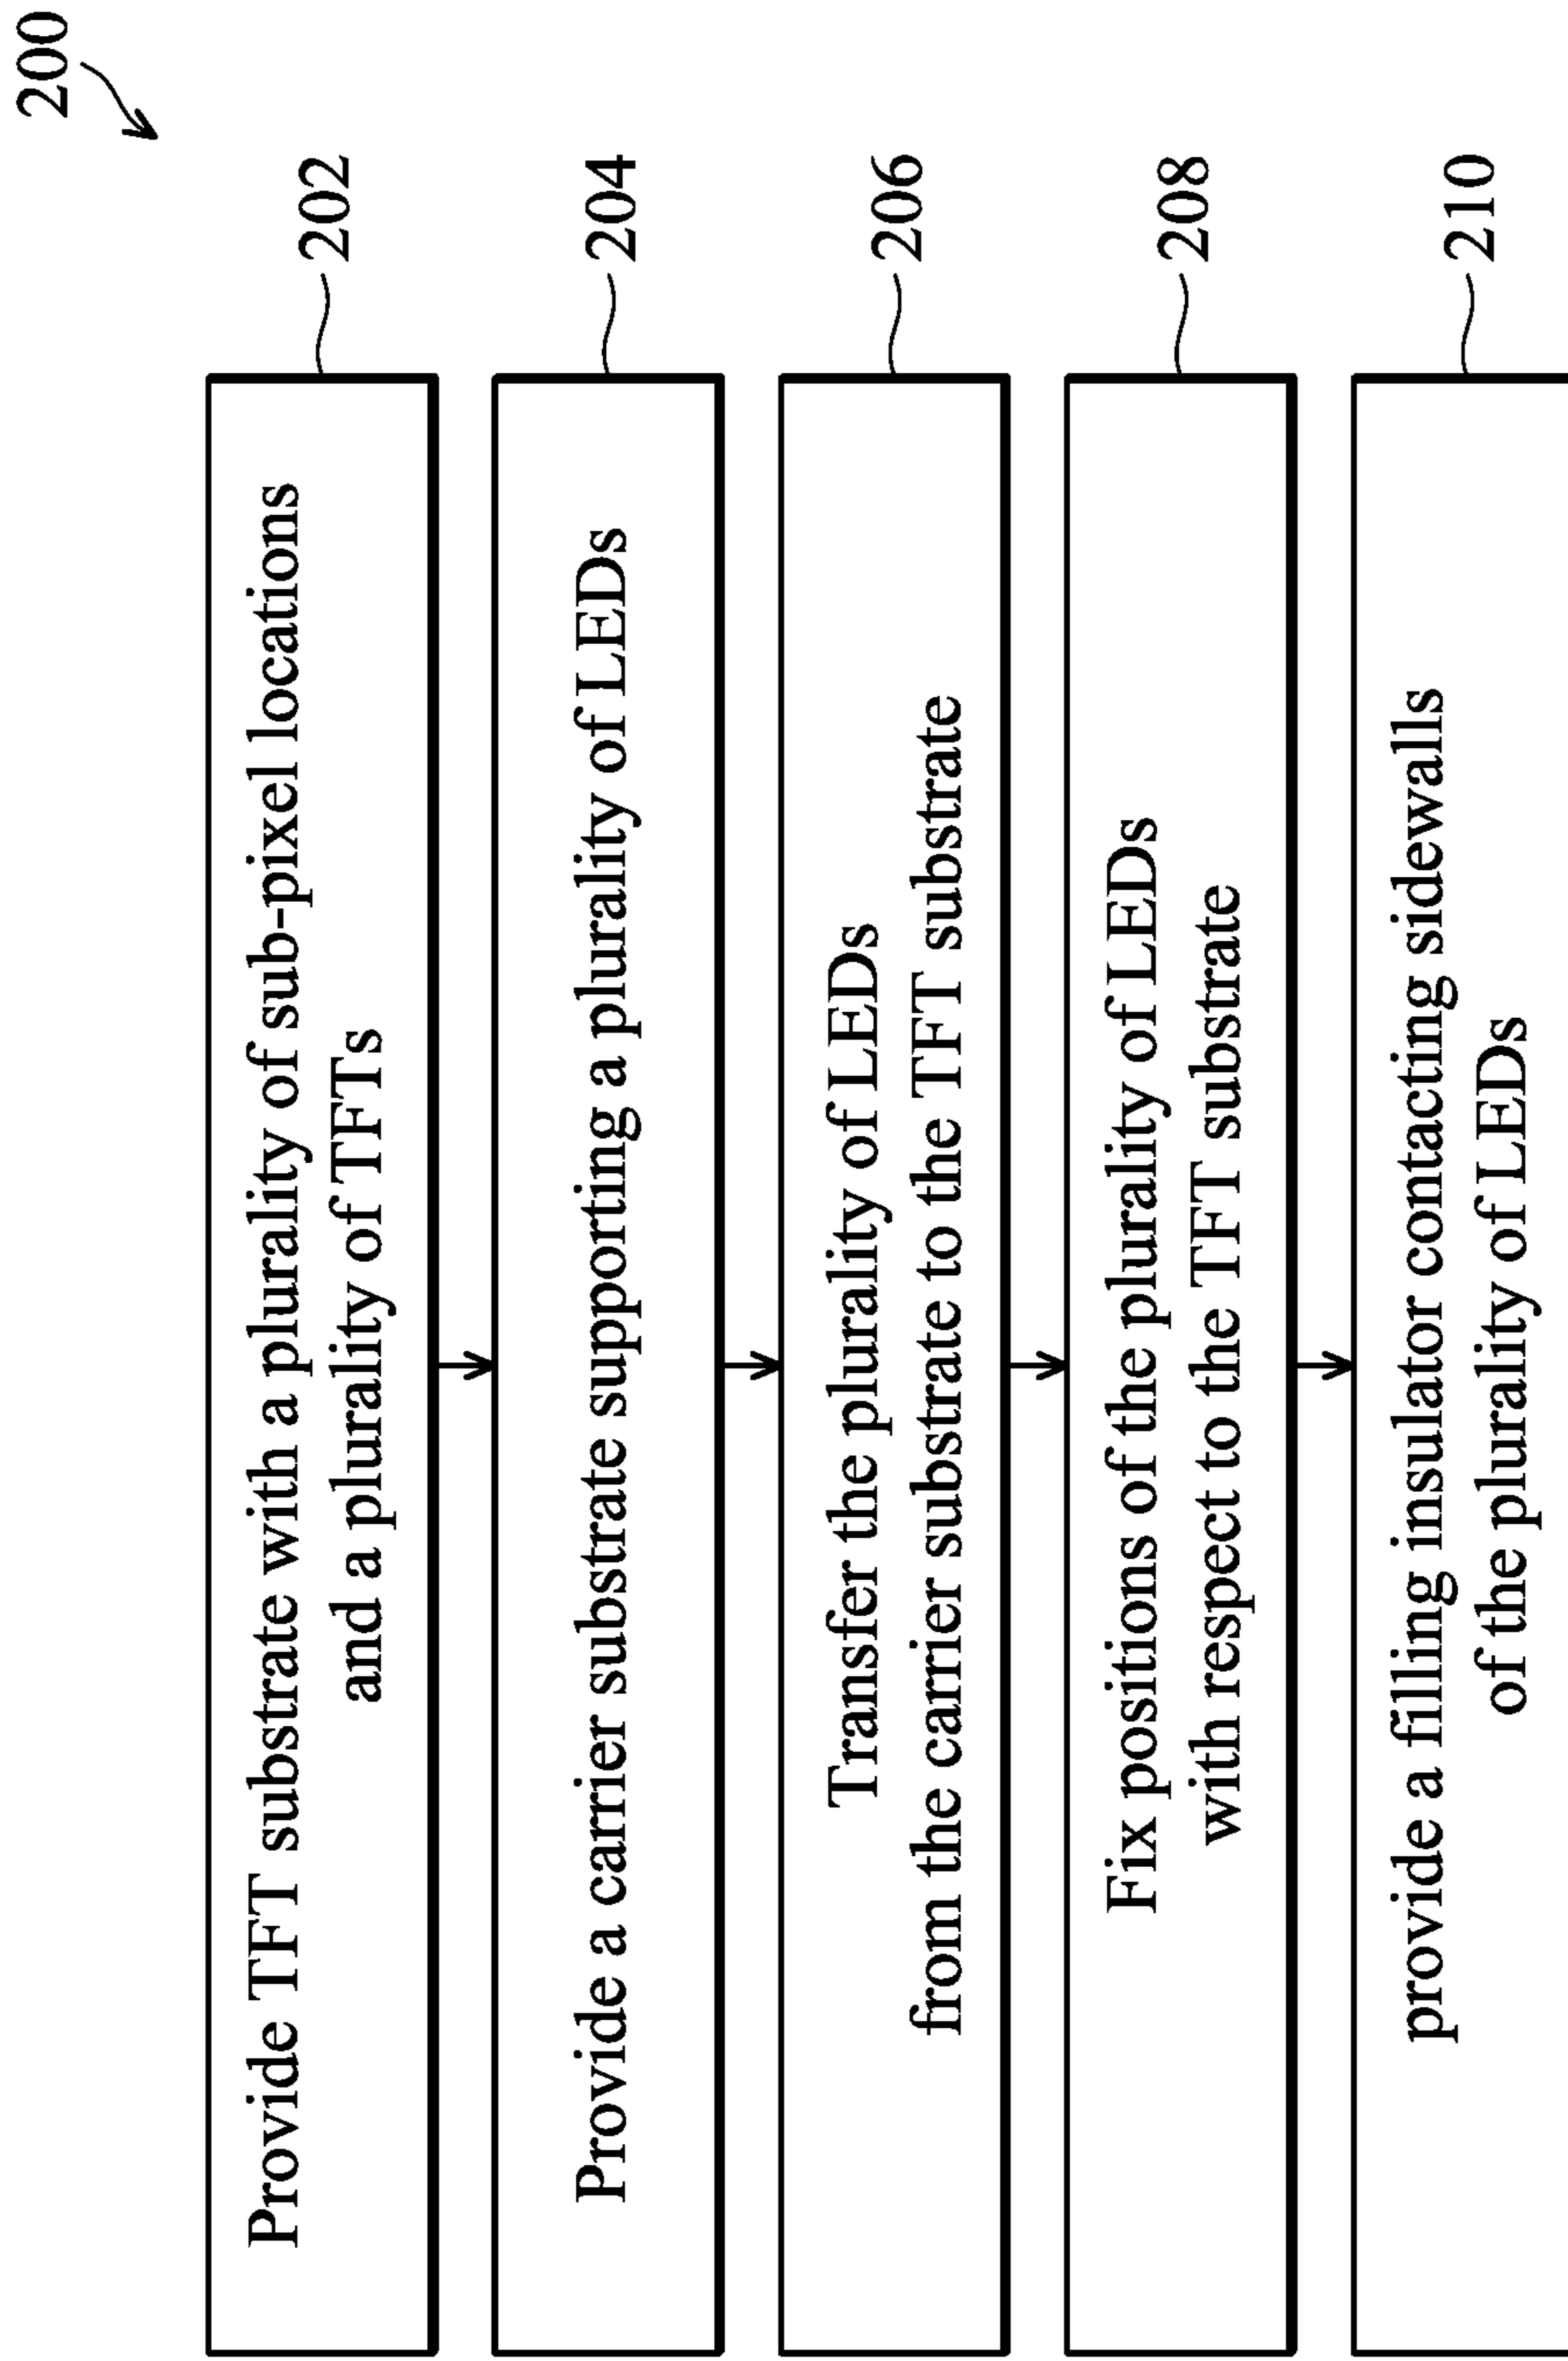 200
Provide TFT substrate with a plurality of sub-pixel locations
and a plurality of TFTs
202
Provide a carrier substrate supporting a plurality of LEDs
204
Transfer the plurality of LEDs
from the carrier substrate to the TFT substrate
206
Fix positions of the plurality of LEDs
with respect to the TFT substrate
208
provide a filling insulator contacting sidewalls
of the plurality of LEDs
210